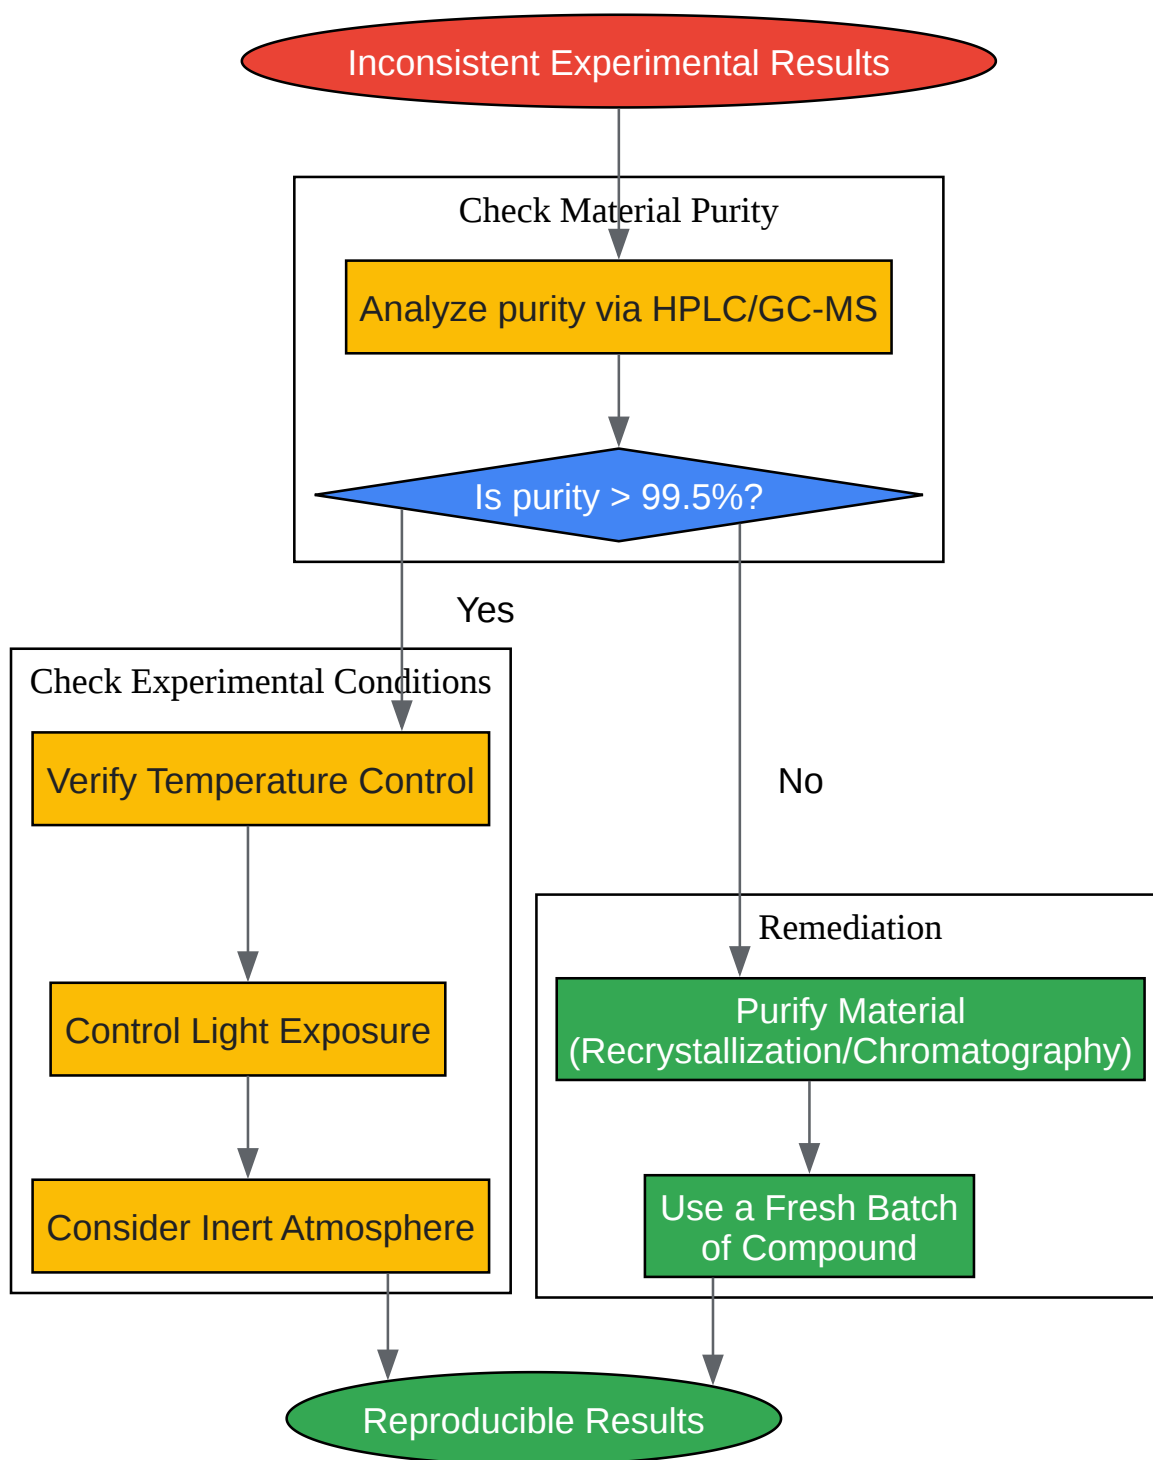 Inconsistent Experimental Results
Check Material Purity
Analyze purity via HPLC/GC-MS
Is purity > 99.5%?
Yes
Check Experimental Conditions
Verify Temperature Control
No
Control Light Exposure
Consider Inert Atmosphere
Remediation
Purify Material
(Recrystallization/Chromatography)
Use a Fresh Batch
of Compound
Reproducible Results